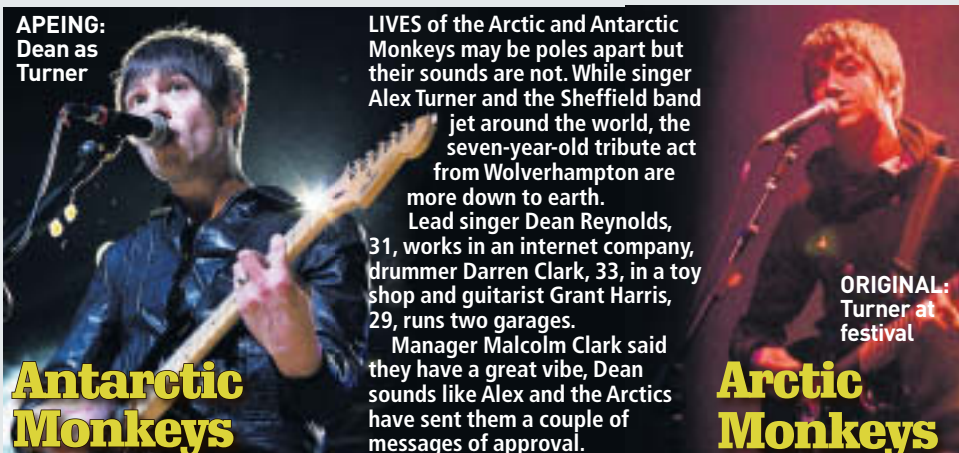 APEING:
Dean as
Turner
LIVES of the Arctic and Antarctic
Monkeys may be poles apart but
their sounds are not. While singer
Alex Turner and the Sheffield band
jet around the world, the
seven-year-old tribute act
from Wolverhampton are
more down to earth.
Lead singer Dean Reynolds,
31, works in an internet company,
drummer Darren Clark, 33, in a toy
shop and guitarist Grant Harris,
29, runs two garages.
Manager Malcolm Clark said
they have a great vibe, Dean
sounds like Alex and the Arctics
have sent them a couple of
messages of approval.
ORIGINAL:
Turner at
festival
Antarctic
Monkeys
Arctic
Monkeys